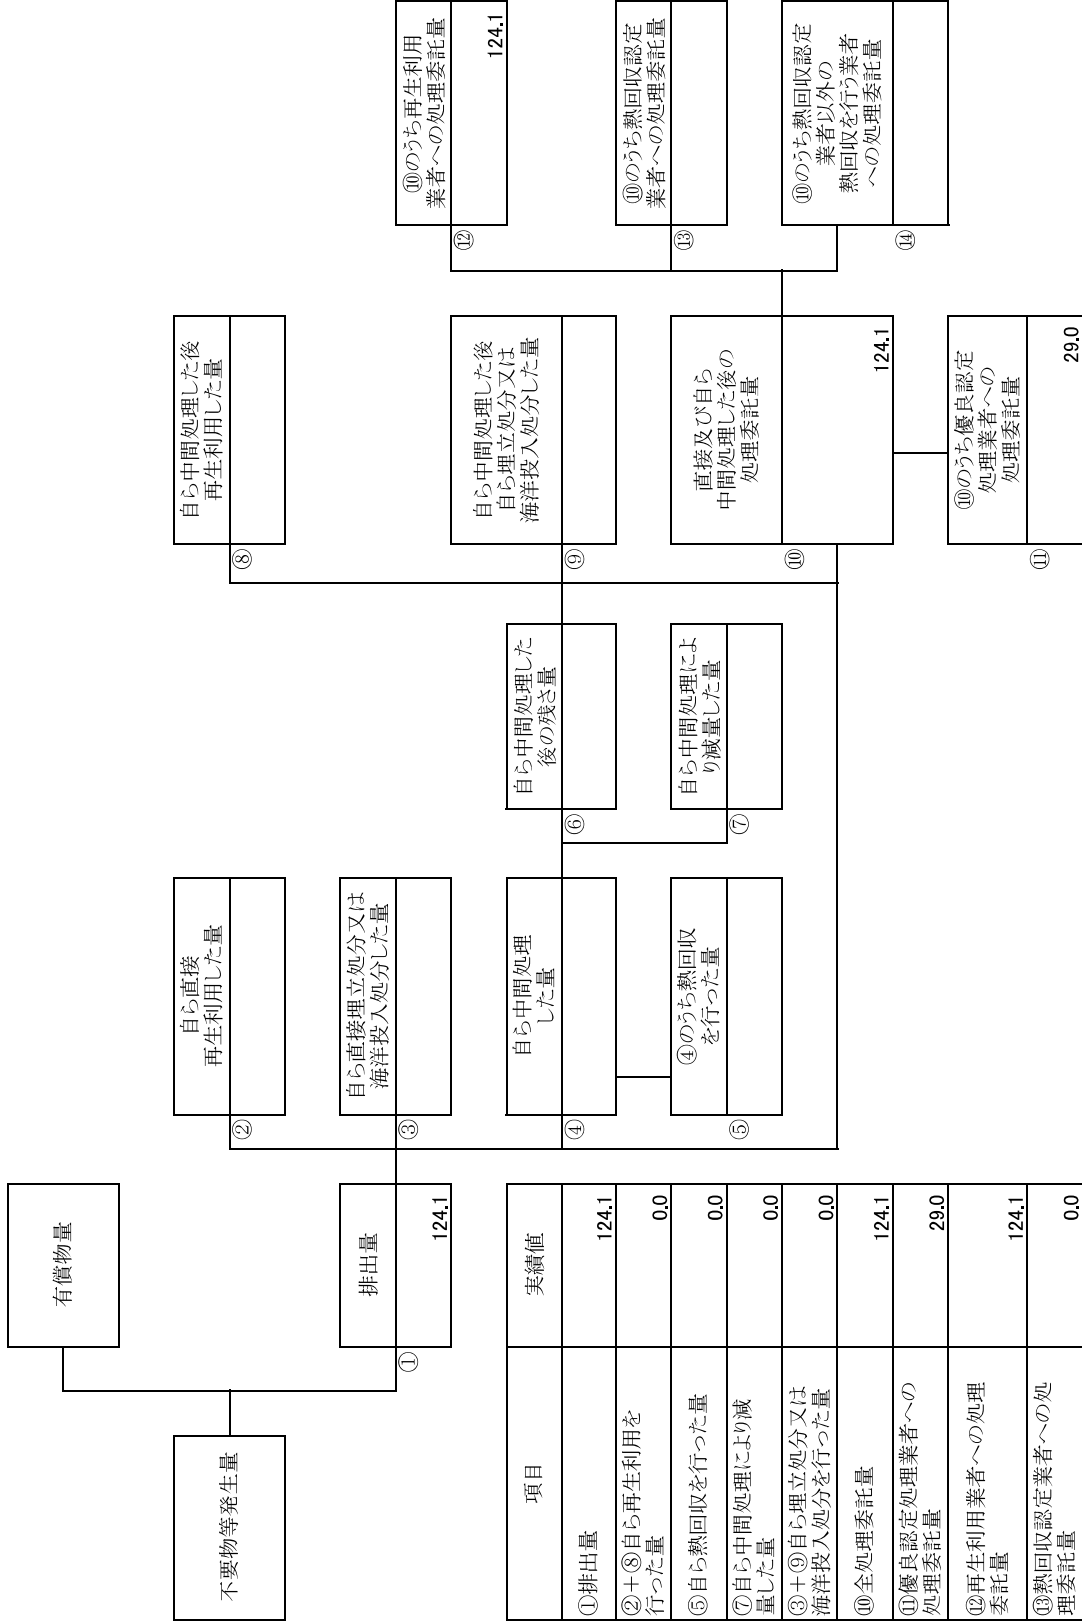 不要物等発生量
有償物量
排出量
①
124.1
②
自ら直接
再生利用した量
③
自ら直接埋立処分又は
海洋投入処分した量
④
自ら中間処理
した量
⑤
④のうち熱回収
を行った量
⑥
自ら中間処理した
後の残さ量
⑦
自ら中間処理によ
り減量した量
⑧
自ら中間処理した後
再生利用した量
⑨
自ら中間処理した後
自ら埋立処分又は
海洋投入処分した量
⑩
直接及び自ら
中間処理した後の
処理委託量
124.1
⑪
⑩のうち優良認定
処理業者への
処理委託量
29.0
⑫
⑩のうち再生利用
業者への処理委託量
124.1
⑬
⑩のうち熱回収認定
業者への処理委託量
⑭
⑩のうち熱回収認定
業者以外の
熱回収を行う業者
への処理委託量
項目 実績値
①排出量 124.1
②+⑧自ら再生利用を
行った量 0.0
⑤自ら熱回収を行った量 0.0
⑦自ら中間処理により減
量した量 0.0
③+⑨自ら埋立処分又は
海洋投入処分を行った量 0.0
⑩全処理委託量 124.1
⑪優良認定処理業者への
処理委託量 29.0
⑫再生利用業者への処理
委託量 124.1
⑬熱回収認定業者への処
理委託量 0.0